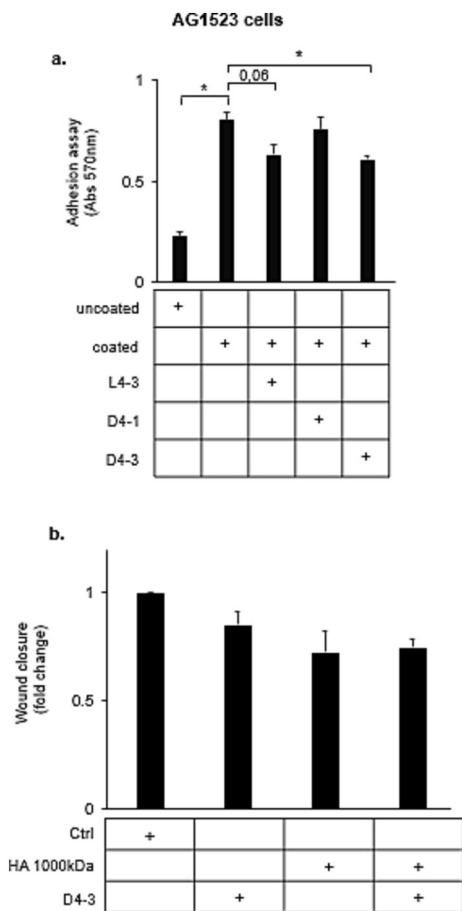 AG1523 cells
a.
*
0,06
*
Adhesion assay
(Abs 570nm)
1
0.5
0
uncoated +
coated + + + +
L4-3 +
D4-1 +
D4-3 +
b.
Wound closure
(fold change)
1
0.5
0
Ctrl +
HA 1000kDa + +
D4-3 + +